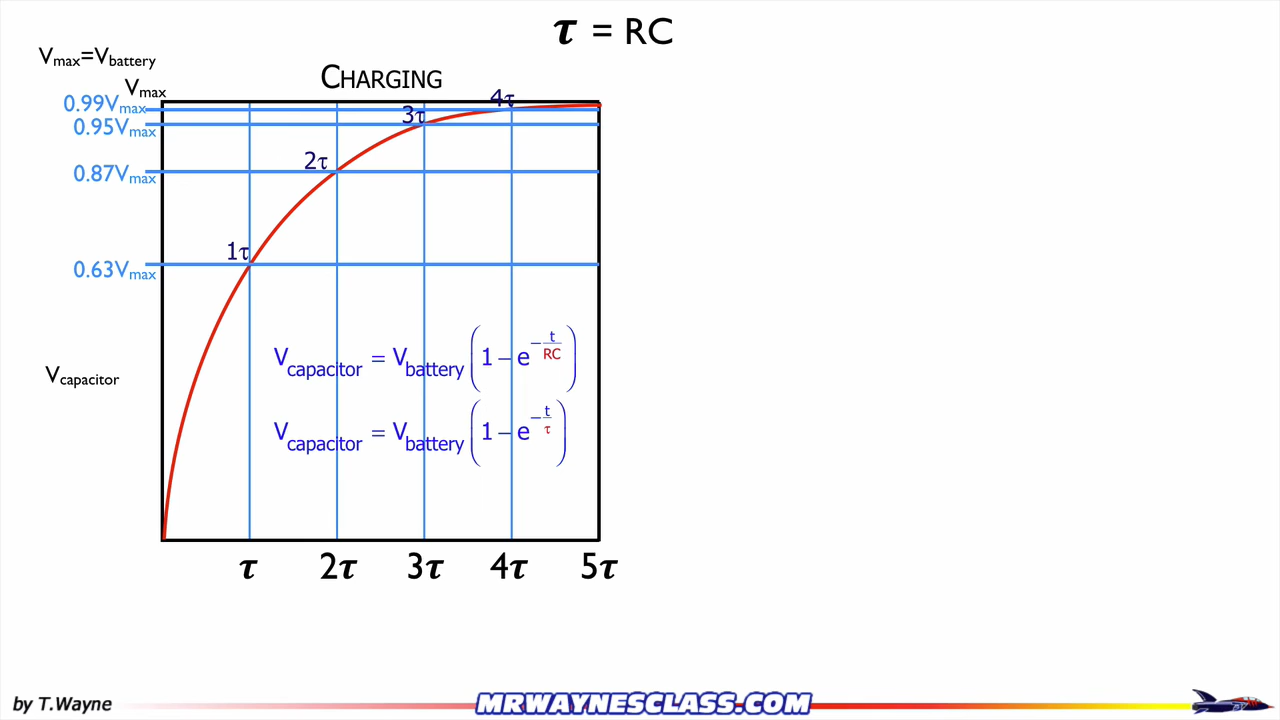 𝝉 = RC
Vmax=Vbattery
CHARGING
Vmax
0.99Vmax
4τ
3τ
0.95Vmax
2τ
0.87Vmax
1τ
0.63Vmax
Vcapacitor = Vbattery (1 – e^–t/RC)
Vcapacitor
Vcapacitor = Vbattery (1 – e^–t/τ)
𝝉 2𝝉 3𝝉 4𝝉 5𝝉
by T.Wayne
MRWAYNESCLASS.COM